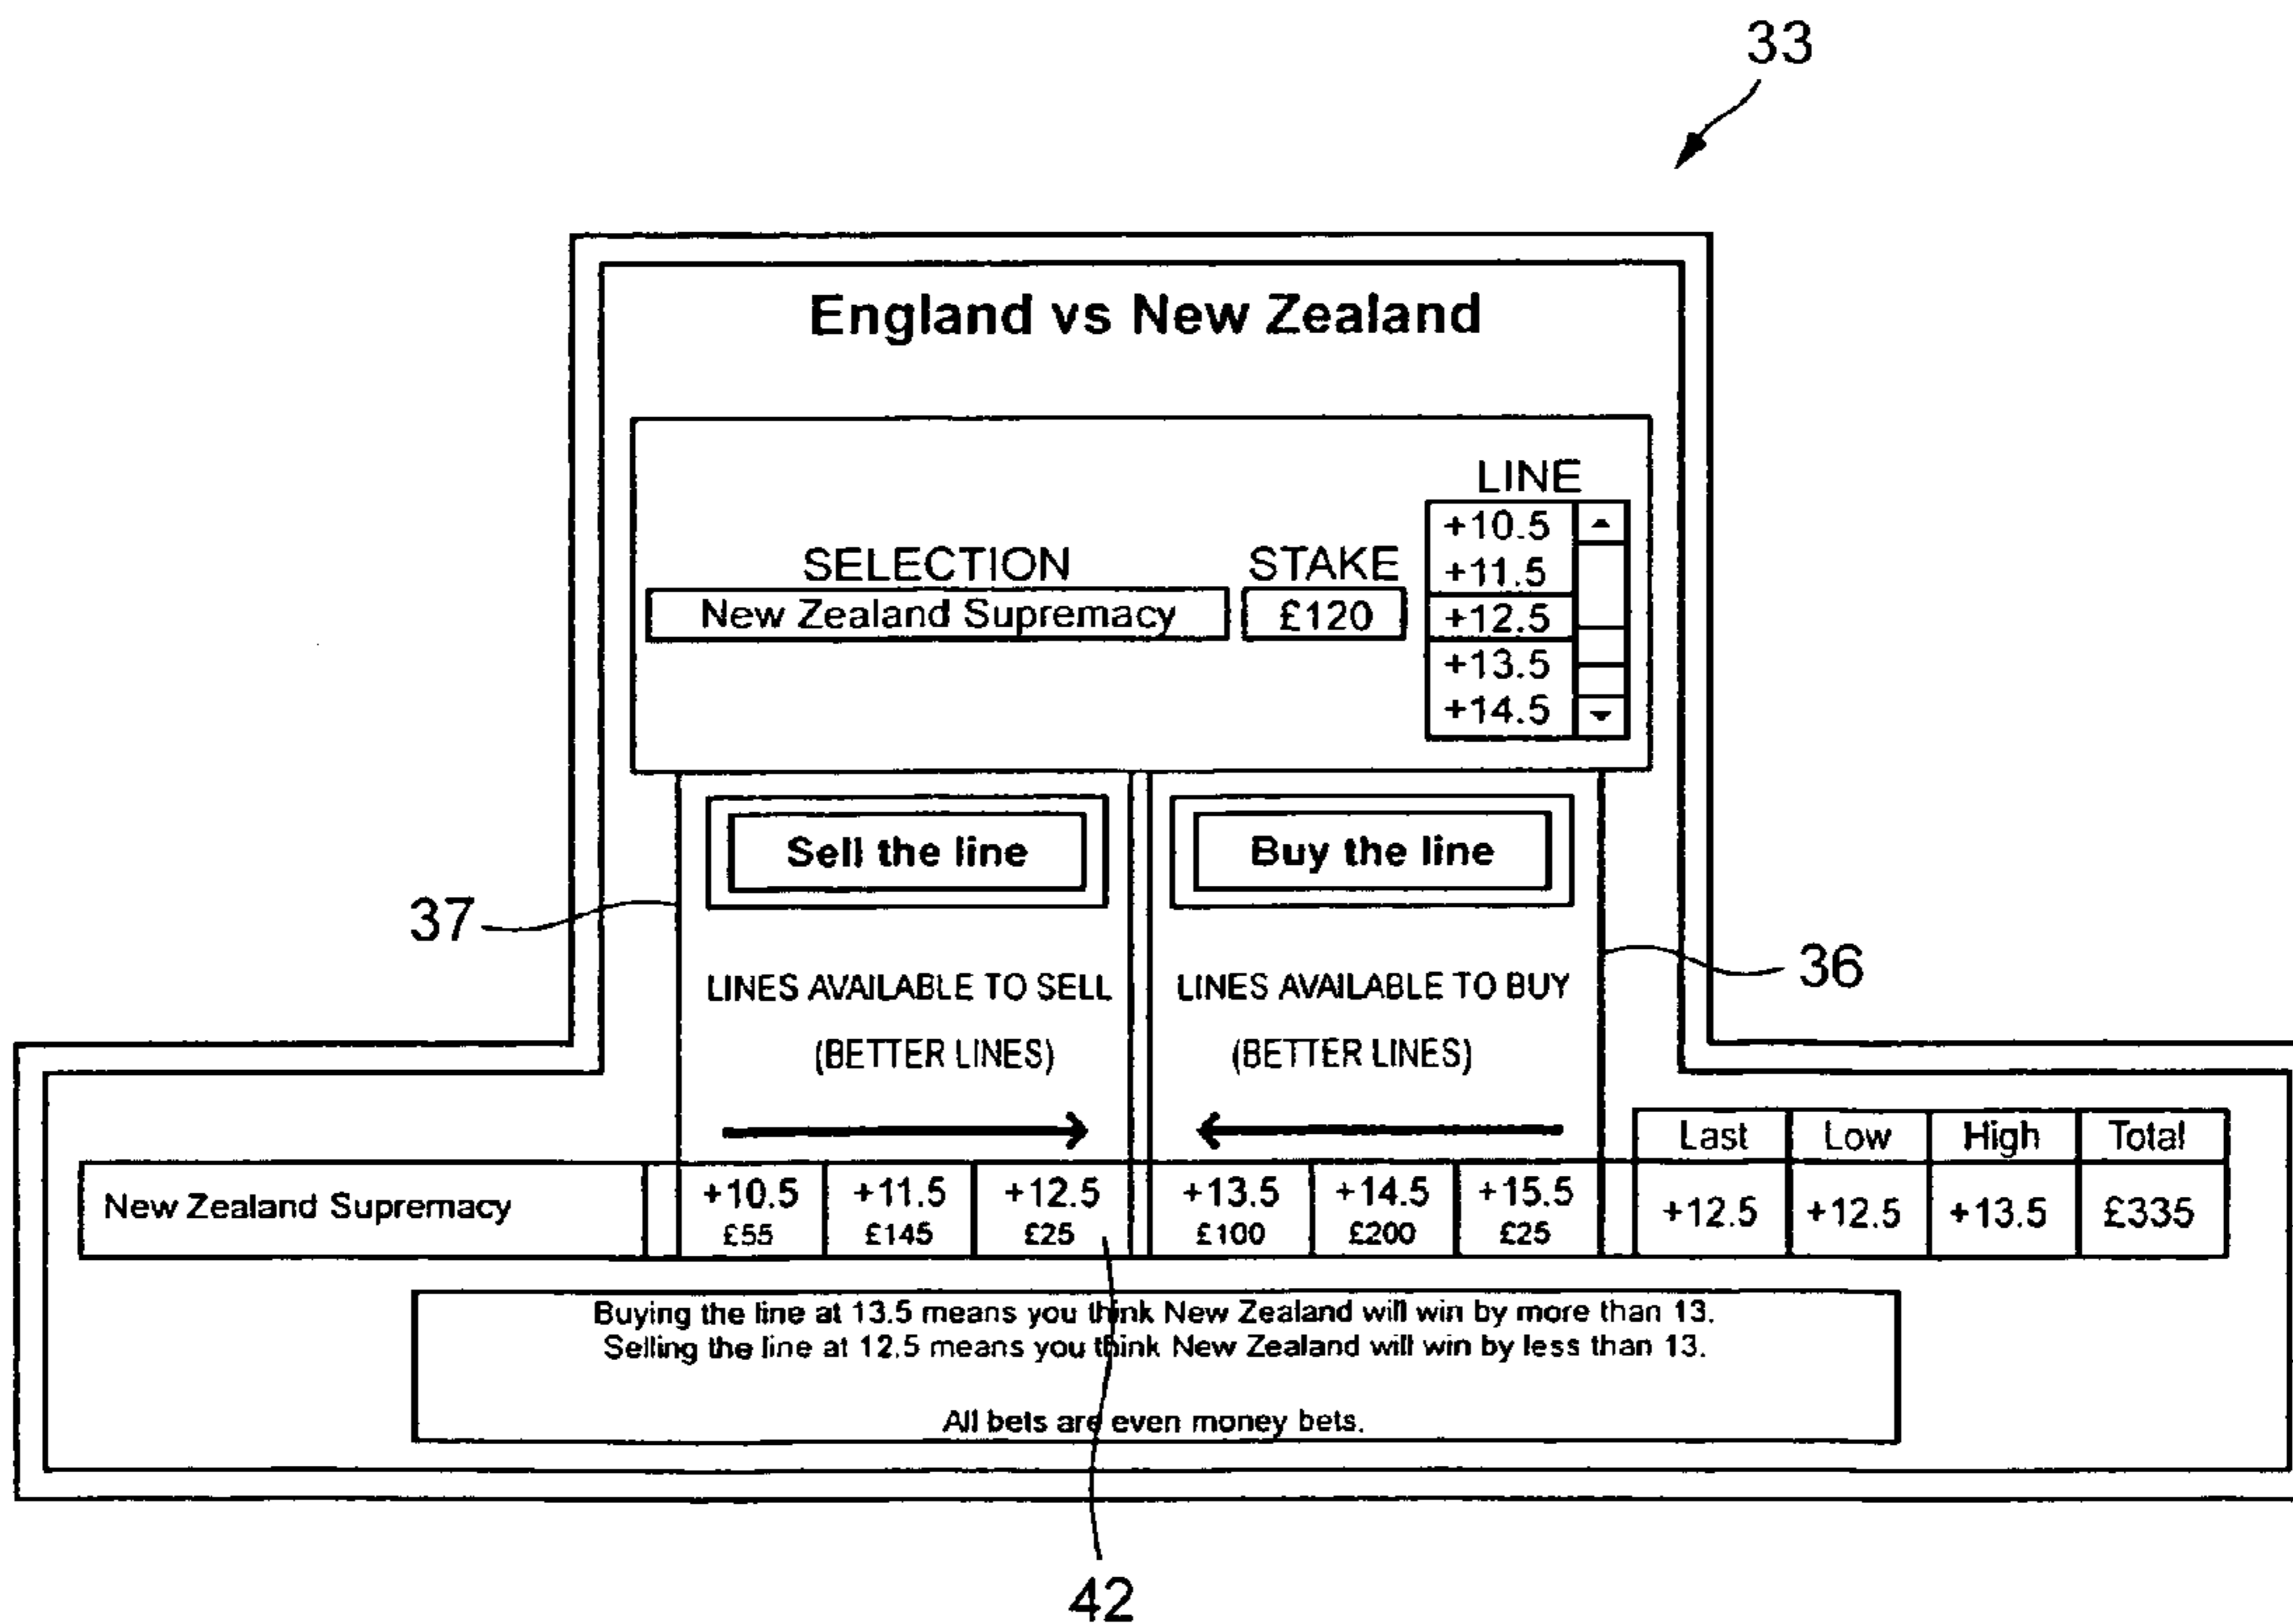 33
England vs New Zealand
LINE
+10.5
+11.5
SELECTION STAKE
New Zealand Supremacy £120 +12.5
+13.5
+14.5
Sell the line Buy the line
37
36
LINES AVAILABLE TO SELL LINES AVAILABLE TO BUY
(BETTER LINES) (BETTER LINES)
Last Low High Total
New Zealand Supremacy +10.5 +11.5 +12.5 +13.5 +14.5 +15.5 +12.5 +12.5 +13.5 £335
£55 £145 £25 £100 £200 £25
Buying the line at 13.5 means you think New Zealand will win by more than 13.
Selling the line at 12.5 means you think New Zealand will win by less than 13.
All bets are even money bets.
42